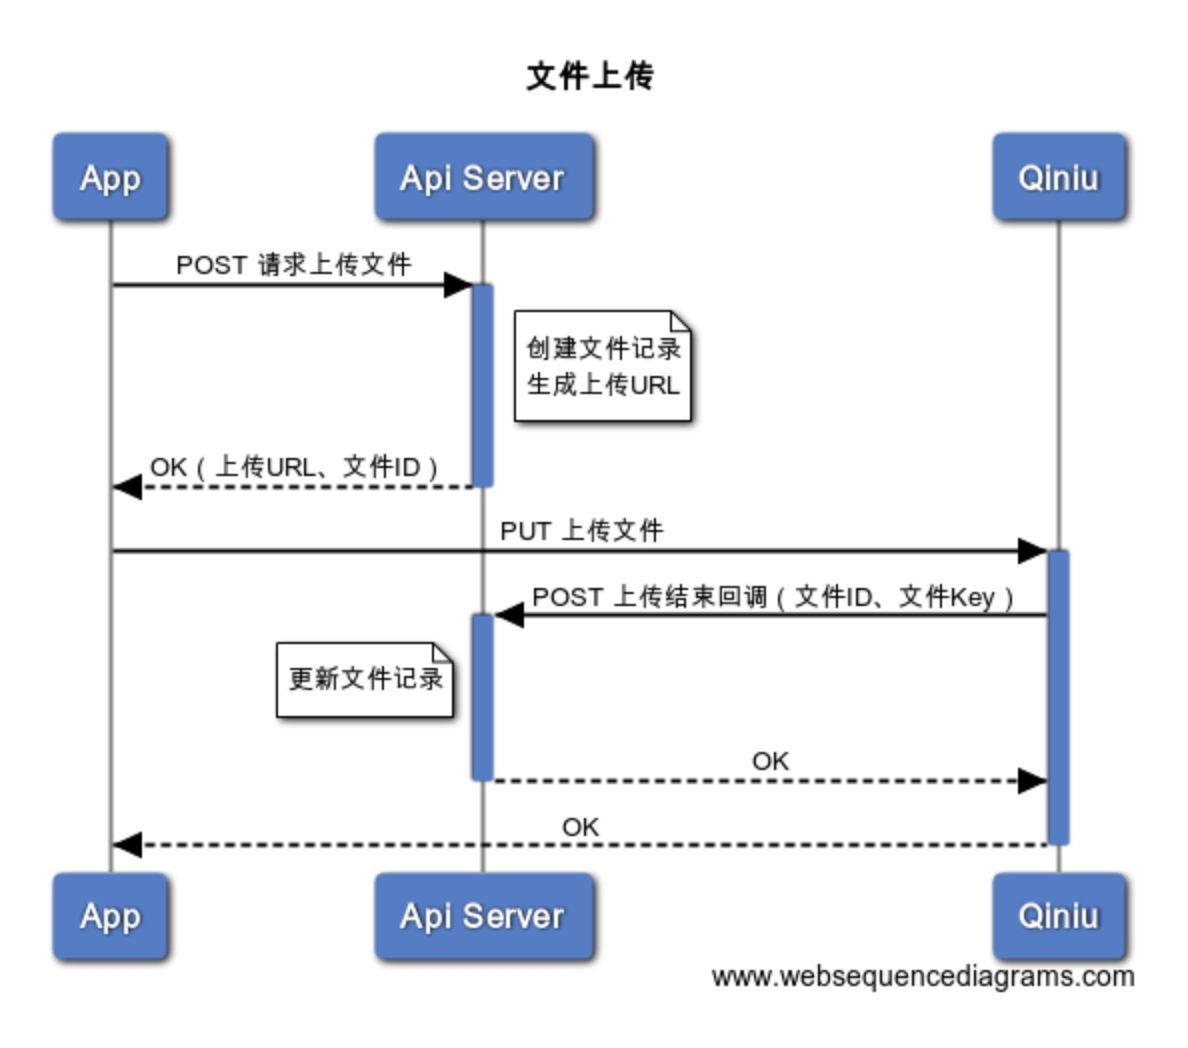 文件上传
App
Api Server
Qiniu
POST 请求上传文件
创建文件记录
生成上传URL
OK（上传URL、文件ID）
PUT 上传文件
POST 上传结束回调（文件ID、文件Key）
更新文件记录
OK
OK
App
Api Server
Qiniu
www.websequencediagrams.com